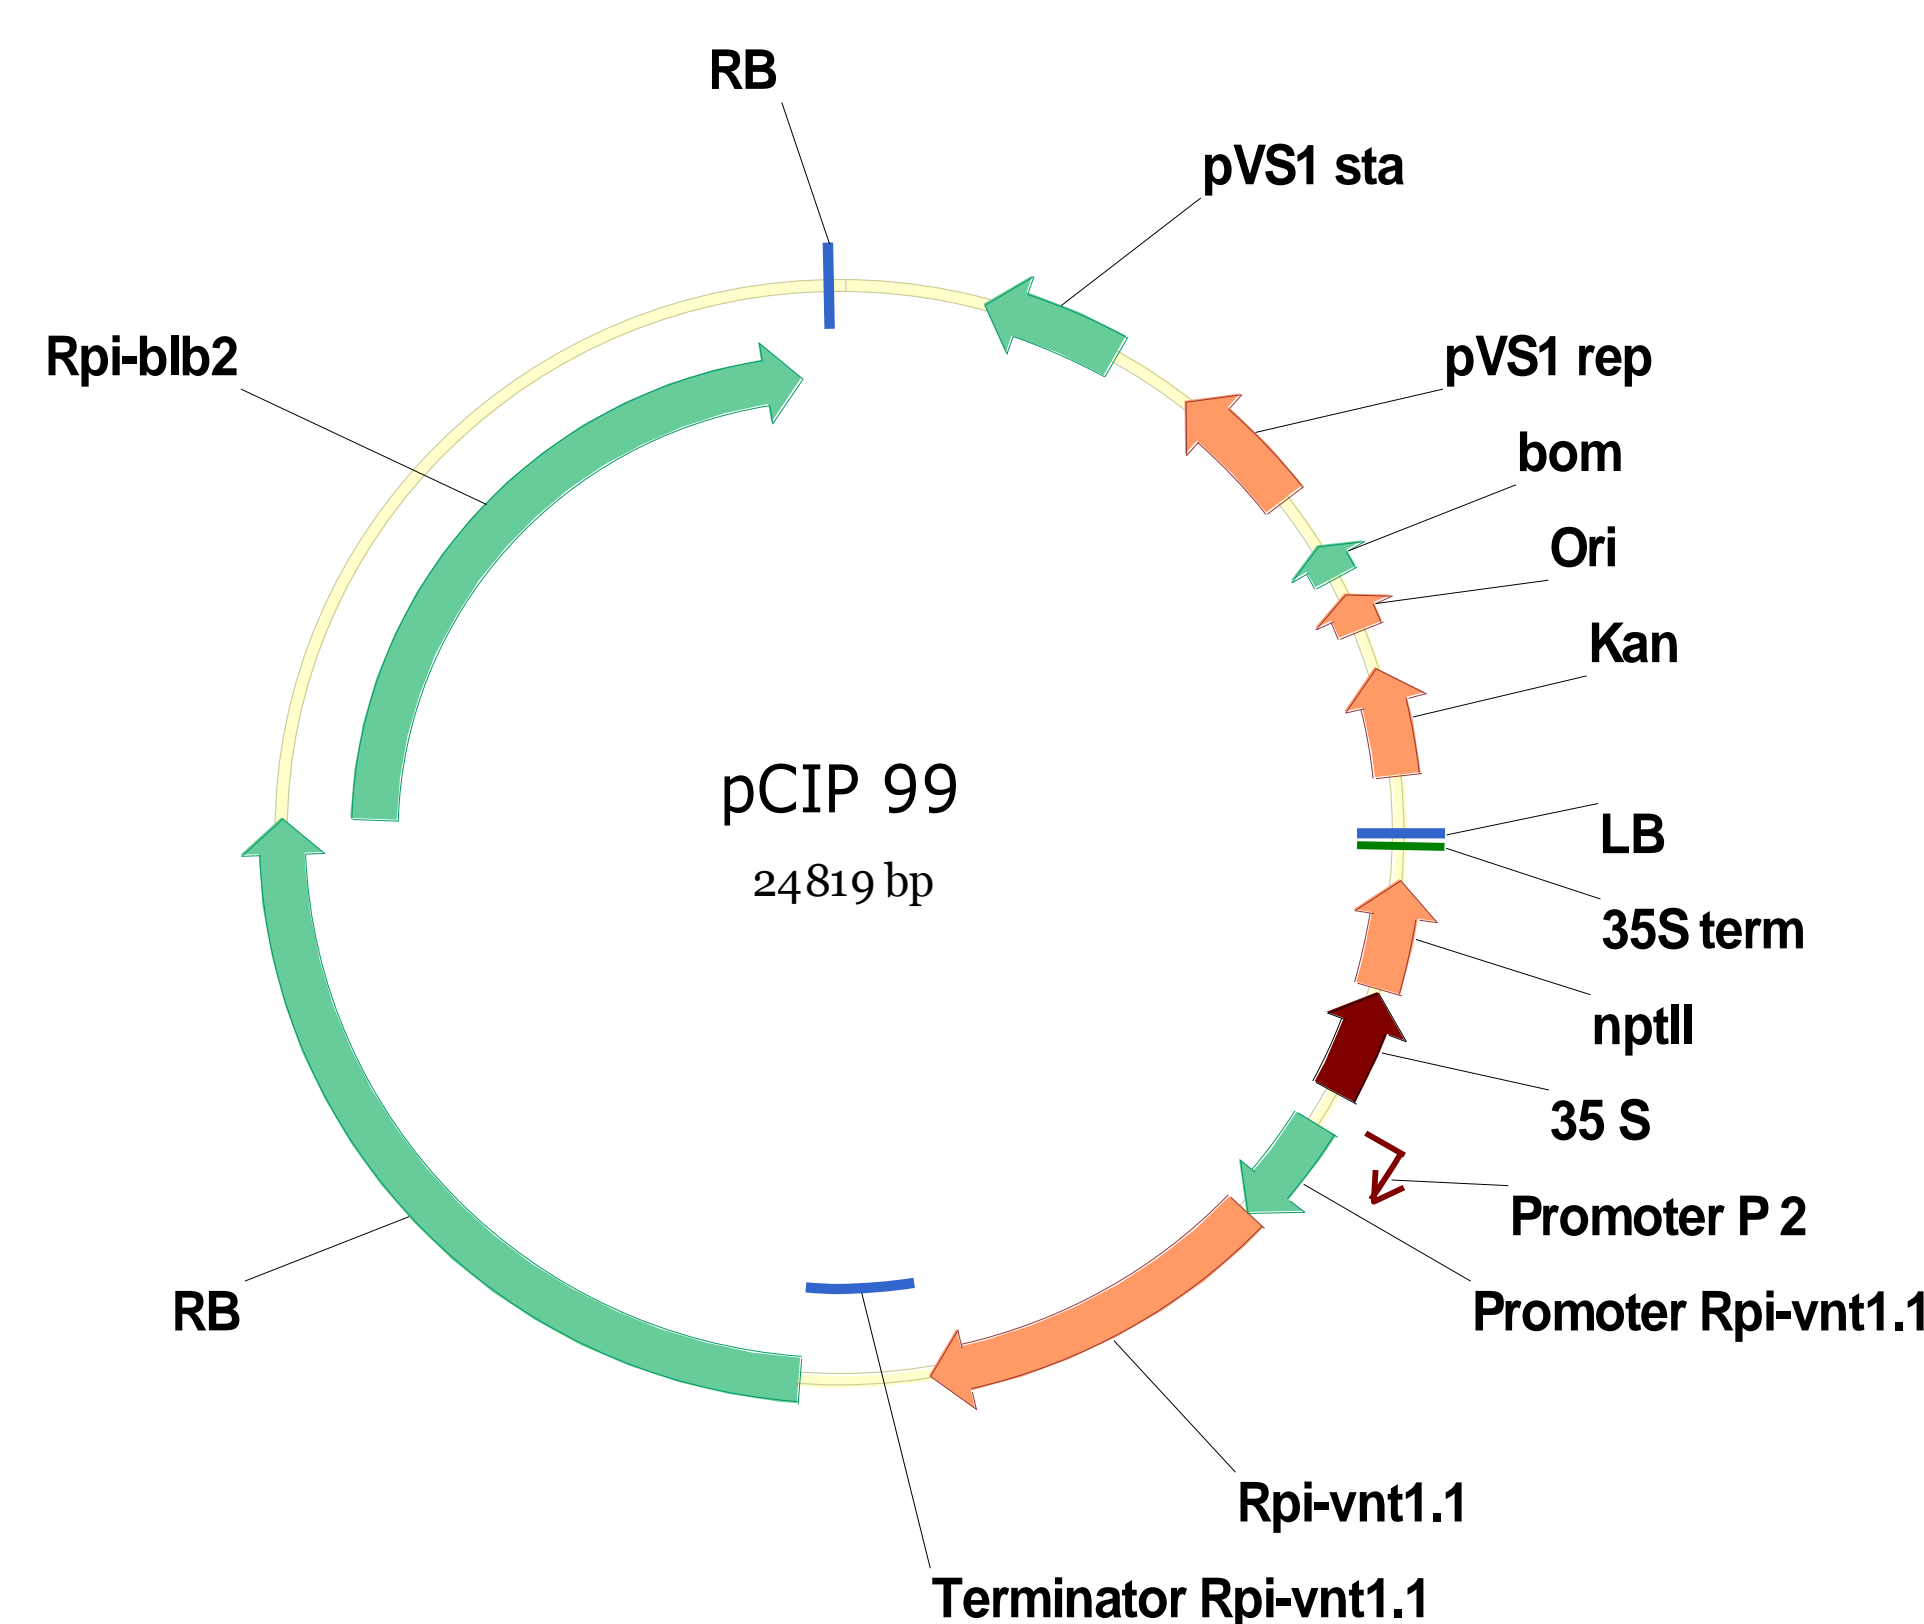 RB
pVS1 sta
Rpi-blb2
pVS1 rep
bom
Ori
Kan
pCIP 99
24819 bp
LB
35S term
nptII
35 S
Promoter P 2
RB
Promoter Rpi-vnt1.1
Rpi-vnt1.1
Terminator Rpi-vnt1.1